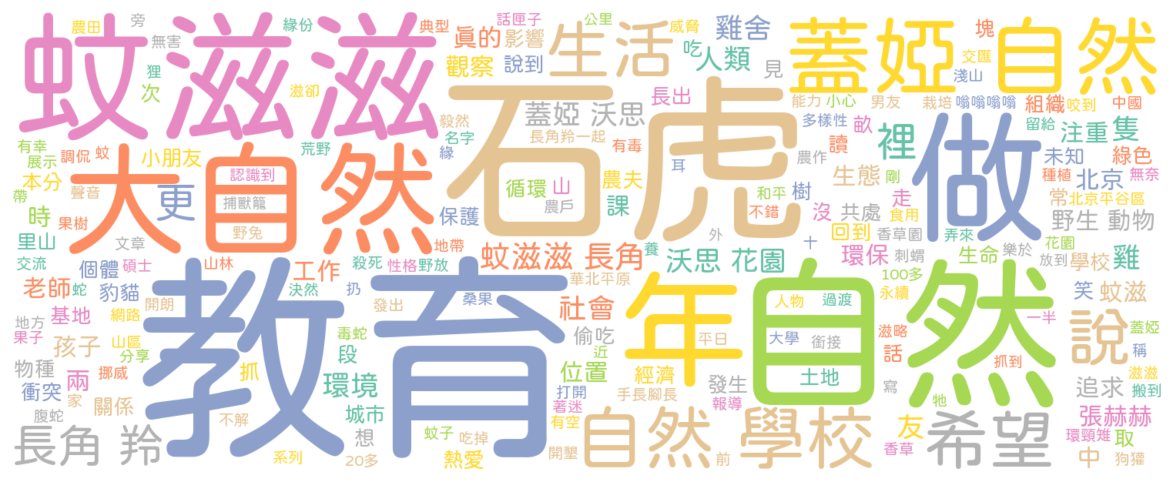 蚊滋滋
石虎
教育
自然
大自然
做
年
蓋婭自然
生活
說
希望
自然 學校
長角 羚
蚊滋滋 長角
沃思 花園
蓋婭 沃思
裡
更
農田
旁
無害
緣份
典型
話匣子
公里
威脅
雞舍
塊
狸
次
滋卻
真的
影響
觀察
說到
吃
人類
見
交匯
淺山
長出
能力
小心
男友
栽培
嗡嗡嗡嗡
組織
咬到
中國
毅然
名字
長角羚一起
有毒
多樣性
畝
留給
注重
隻
有幸
展示
調侃
蚊
小朋友
荒野
緣
耳
讀
未知
綠色
本分
聲音
認識到
循環
山
農夫
農作
樹
生態
剛
北京
種植
無奈
帶
時
果樹
捕獸籠
保護
農戶
課
和平
不錯
沒
共處
走
食用
常
北京平谷區
野生 動物
里山
文章
野兔
地帶
外
十
回到
香草園
弄來
交流
個體
碩士
山林
工作
殺死
性格
野放
養
環保
刺蝟
生命
樂於
花園
放到
學校
雞
老師
蛇
豹貓
開朗
決然
扔
發出
桑果
華北平原
100多
永續
笑
蚊滋
地方
基地
網路
社會
人物
過渡
一半
果子
孩子
山區
分享
毒蛇
段
偷吃
近
平日
大學
銜接
滋略
話
抓到
蓋婭
稱
物種
挪威
抓
位置
經濟
土地
滋滋
搬到
衝突
兩
家
環境
打開
手長腳長
發生
寫
牠
追求
腹蛇
關係
不解
城市
著迷
報導
張赫赫
想
蚊子
有空
友
環頸雉
取
系列
20多
吃掉
熱愛
開墾
前
香草
中
狗獾